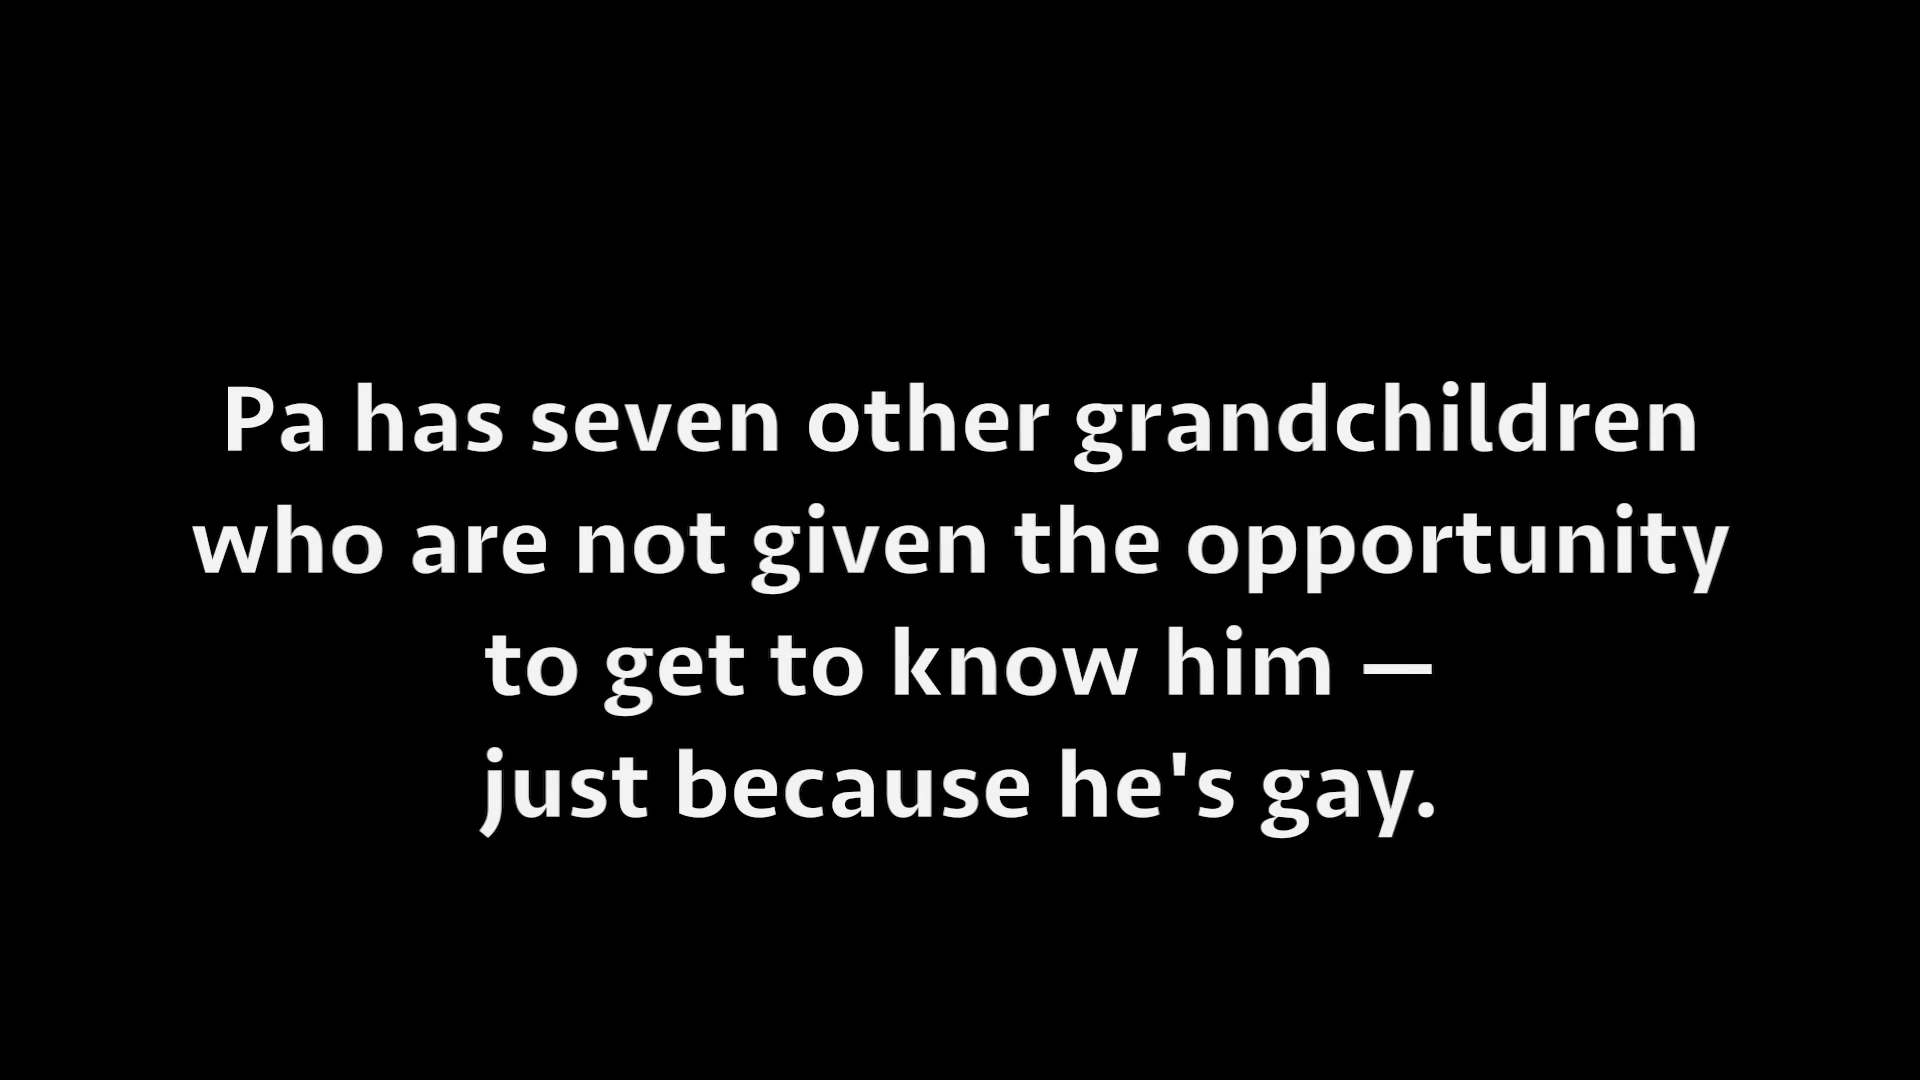 Pa has seven other grandchildren
who are not given the opportunity
to get to know him —
just because he's gay.